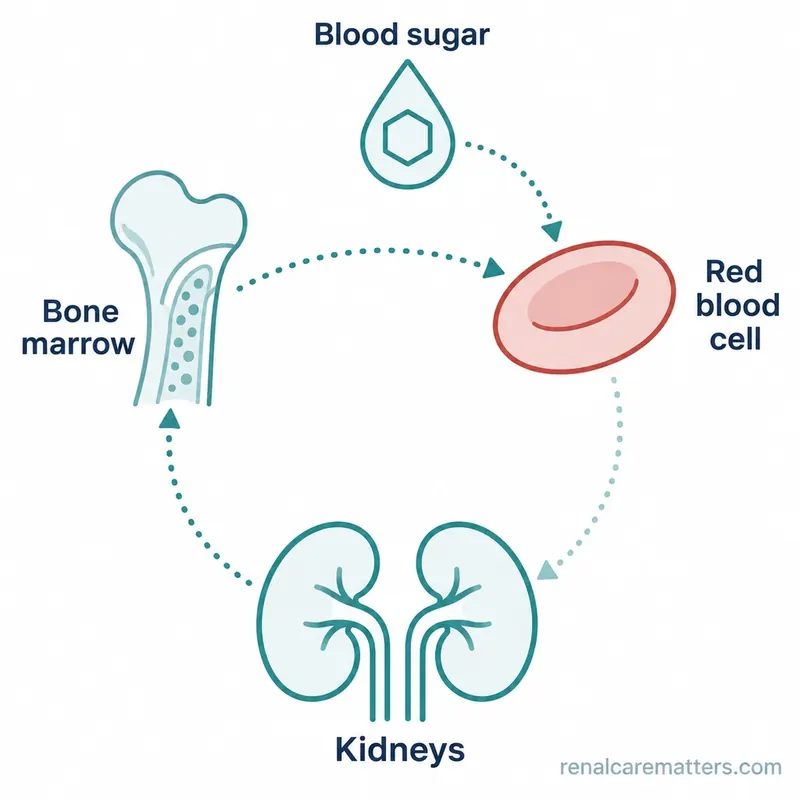 Blood sugar
Bone
marrow
Red
blood
cell
Kidneys
renalcarematters.com